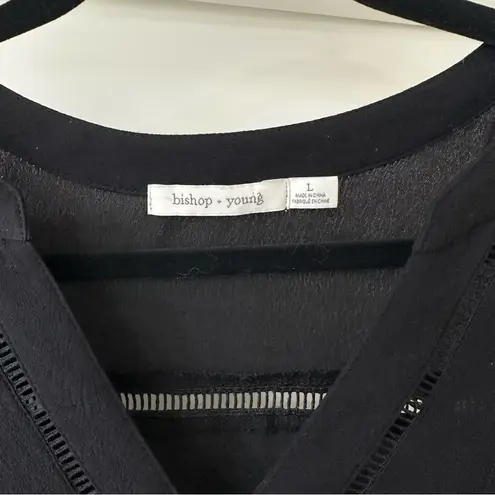 bishop + young
L
MADE IN CHINA
FABRIQUÉ EN CHINE